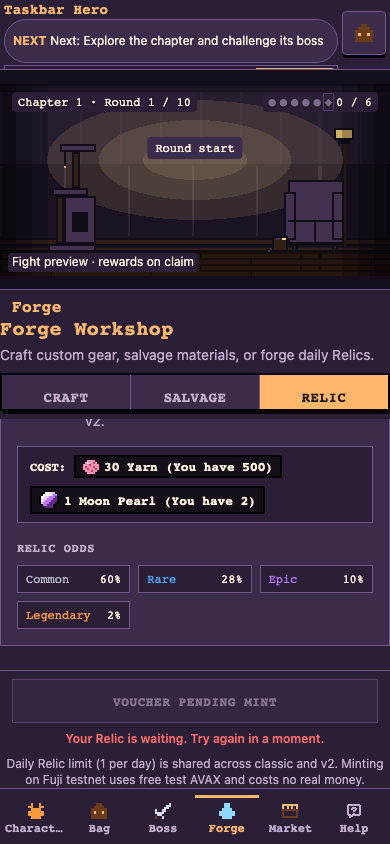 Taskbar Hero
NEXT Next: Explore the chapter and challenge its boss
Chapter 1 · Round 1 / 10
0 / 6
Round start
Fight preview · rewards on claim
Forge
Forge Workshop
Craft custom gear, salvage materials, or forge daily Relics.
CRAFT SALVAGE RELIC
v2.
COST: 30 Yarn (You have 500)
1 Moon Pearl (You have 2)
RELIC ODDS
Common 60% Rare 28% Epic 10%
Legendary 2%
VOUCHER PENDING MINT
Your Relic is waiting. Try again in a moment.
Daily Relic limit (1 per day) is shared across classic and v2. Minting
on Fuji testnet uses free test AVAX and costs no real money.
Charact… Bag Boss Forge Market Help